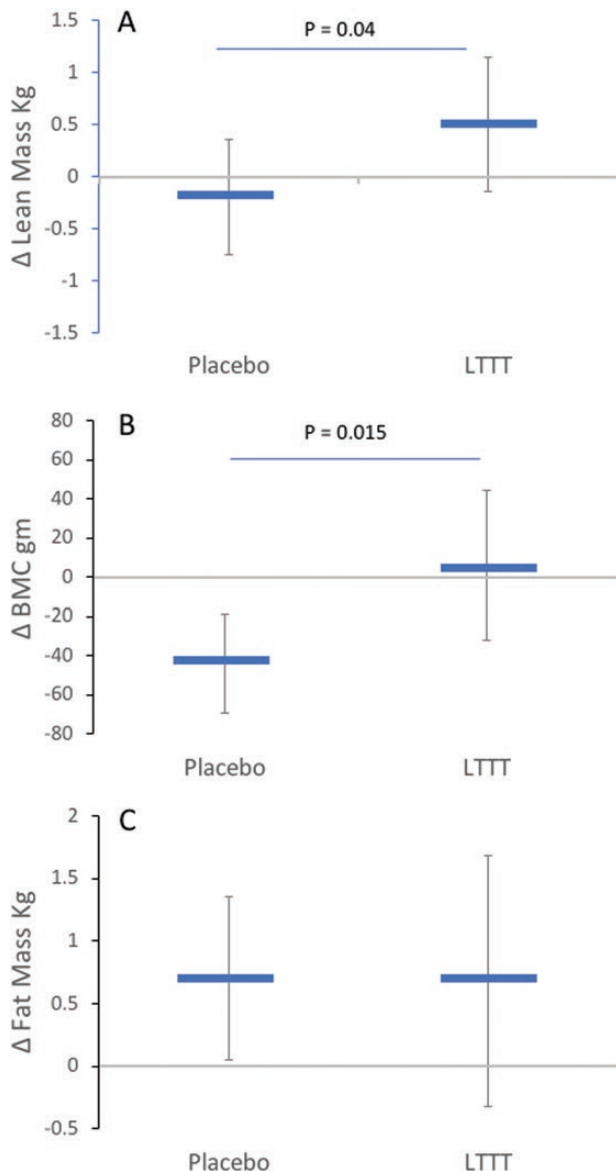 A
P = 0.04
1.5
1
0.5
0
-0.5
-1
-1.5
Δ Lean Mass Kg
Placebo LTTT
B
P = 0.015
80
60
40
20
0
-20
-40
-60
-80
Δ BMC gm
Placebo LTTT
C
2
1.5
1
0.5
0
-0.5
Δ Fat Mass Kg
Placebo LTTT